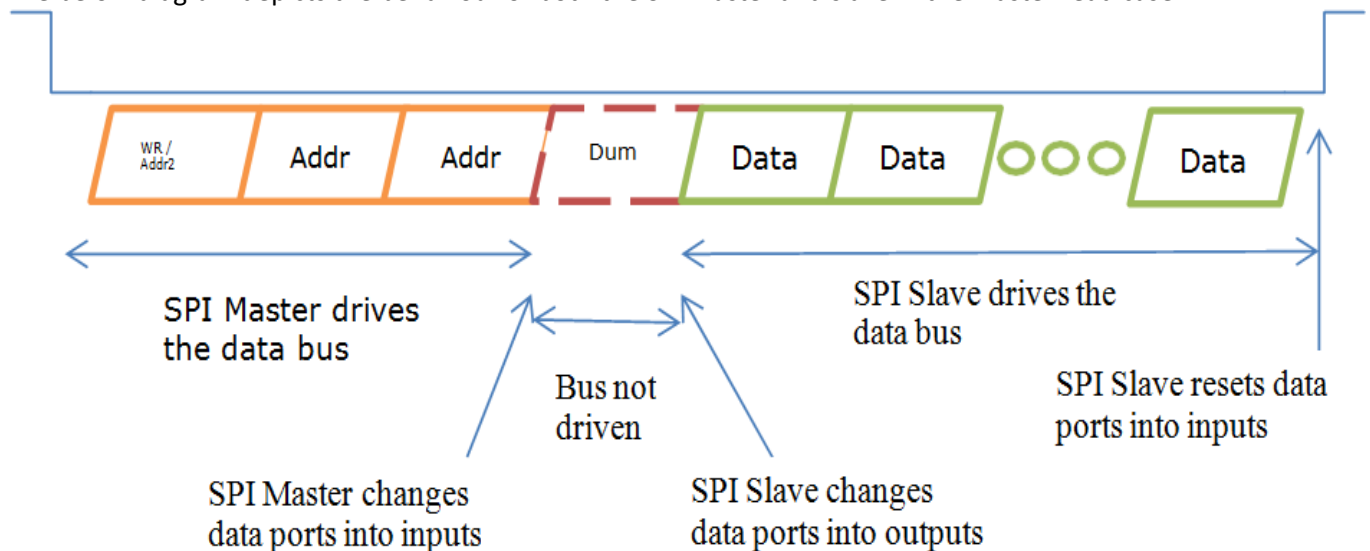 WR /
Addr2
Addr
Addr
Dum
Data
Data
Data
SPI Master drives
the data bus
SPI Slave drives the
data bus
Bus not
driven
SPI Slave resets data
ports into inputs
SPI Master changes
data ports into inputs
SPI Slave changes
data ports into outputs